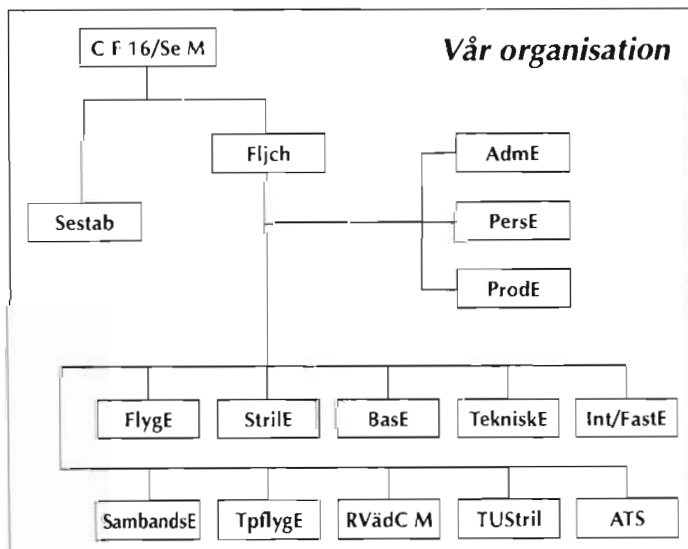 C F 16/Se M
Vår organisation
Fljch
AdmE
Sestab
PersE
ProdE
FlygE
StrilE
BasE
TekniskE
Int/FastE
SambandsE
TpflygE
RVädC M
TUStril
ATS